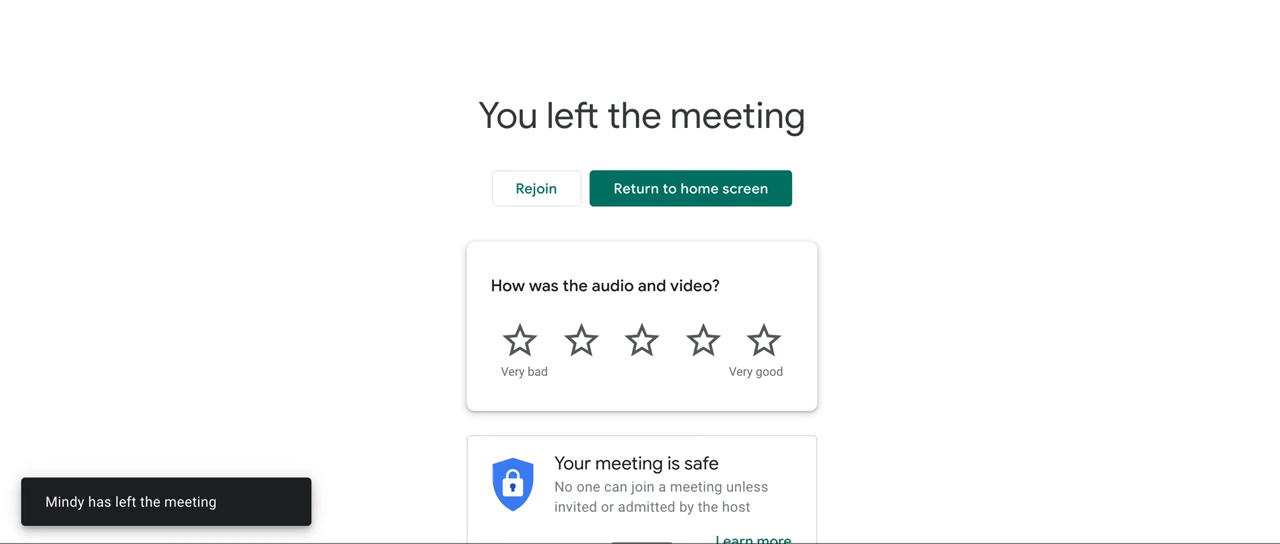 You left the meeting
Rejoin
Return to home screen
How was the audio and video?
Very bad
Very good
Your meeting is safe
No one can join a meeting unless
invited or admitted by the host
Learn more
Mindy has left the meeting